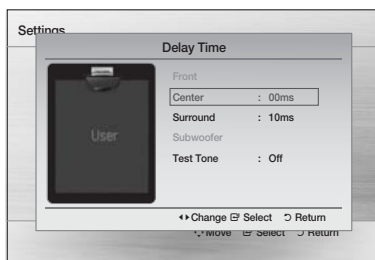 Settings
Delay Time
User
Front
Center : 00ms
Surround : 10ms
Subwoofer
Test Tone : Off
Change Select Return
Move Select Return